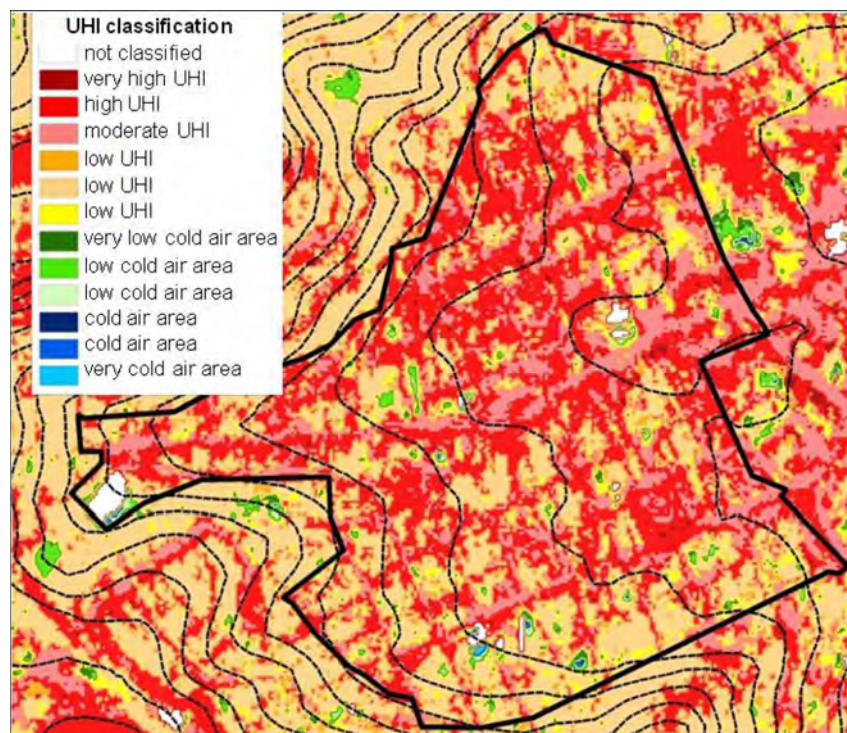 UHI classification
not classified
very high UHI
high UHI
moderate UHI
low UHI
low UHI
low UHI
very low cold air area
low cold air area
low cold air area
cold air area
cold air area
very cold air area